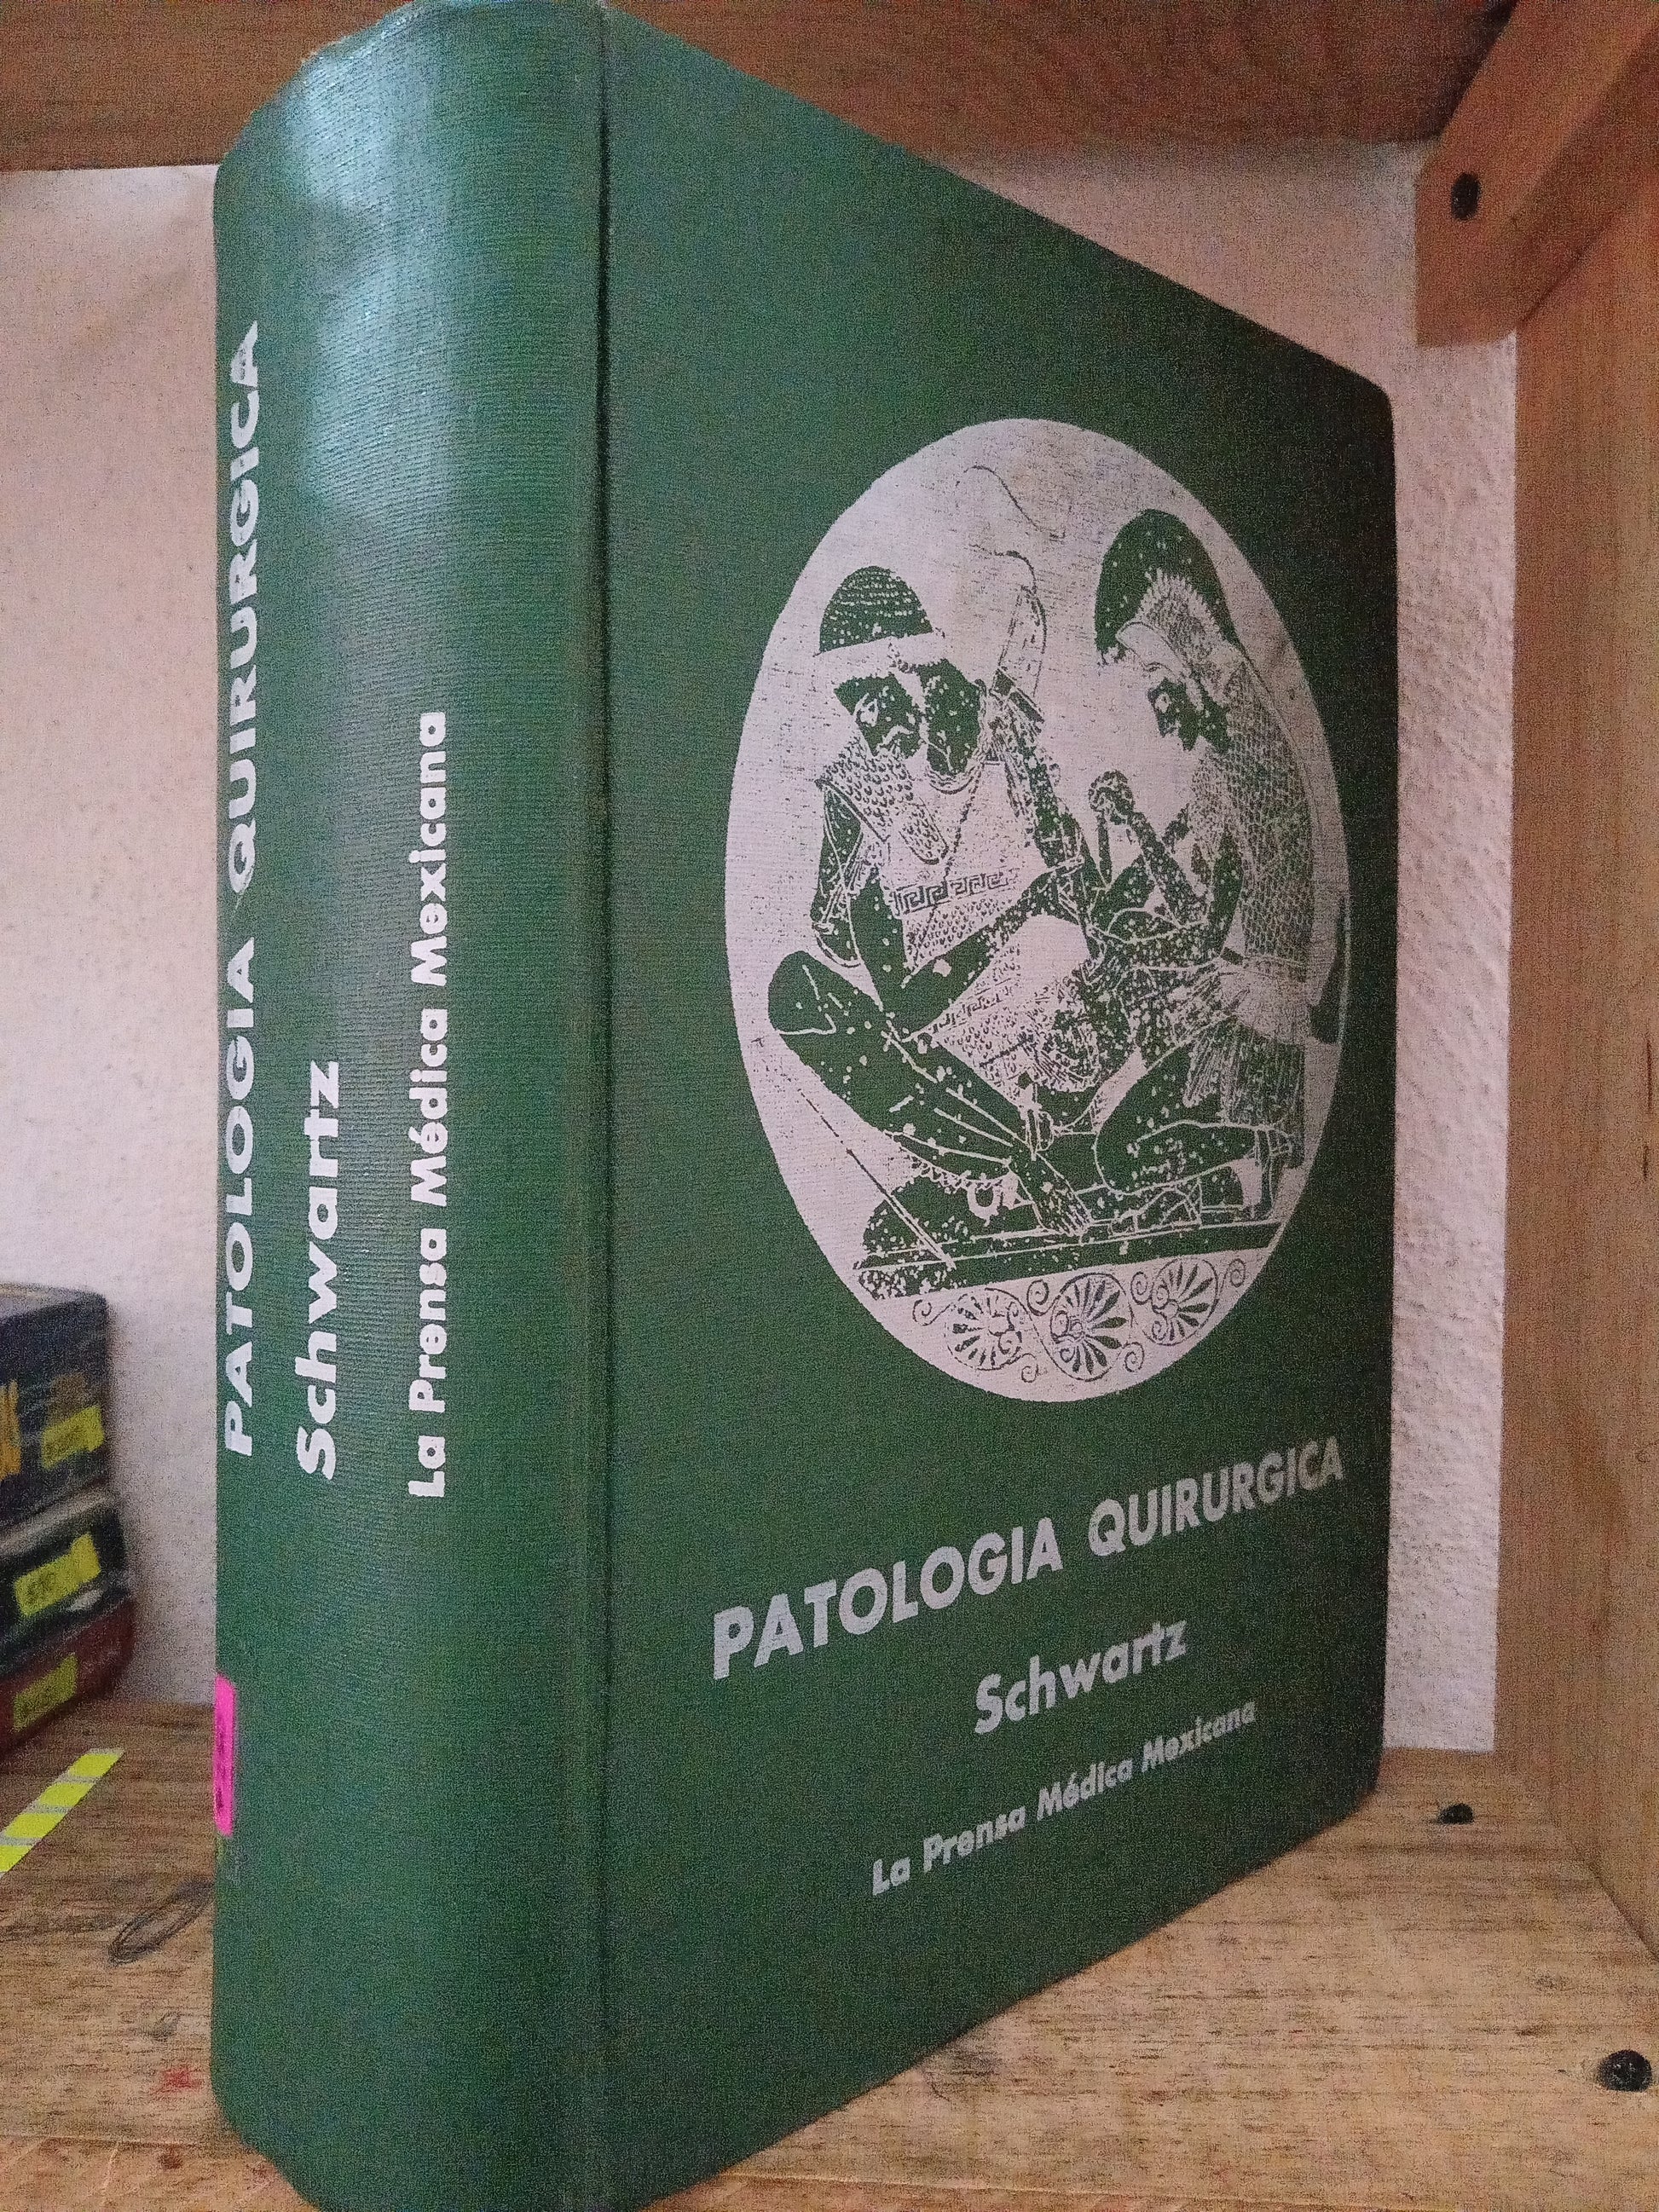 PATOLOGIA QUIRURGICA
Schwartz
La Prensa Médica Mexicana
PATOLOGIA QUIRURGICA
Schwartz
La Prensa Médica Mexicana